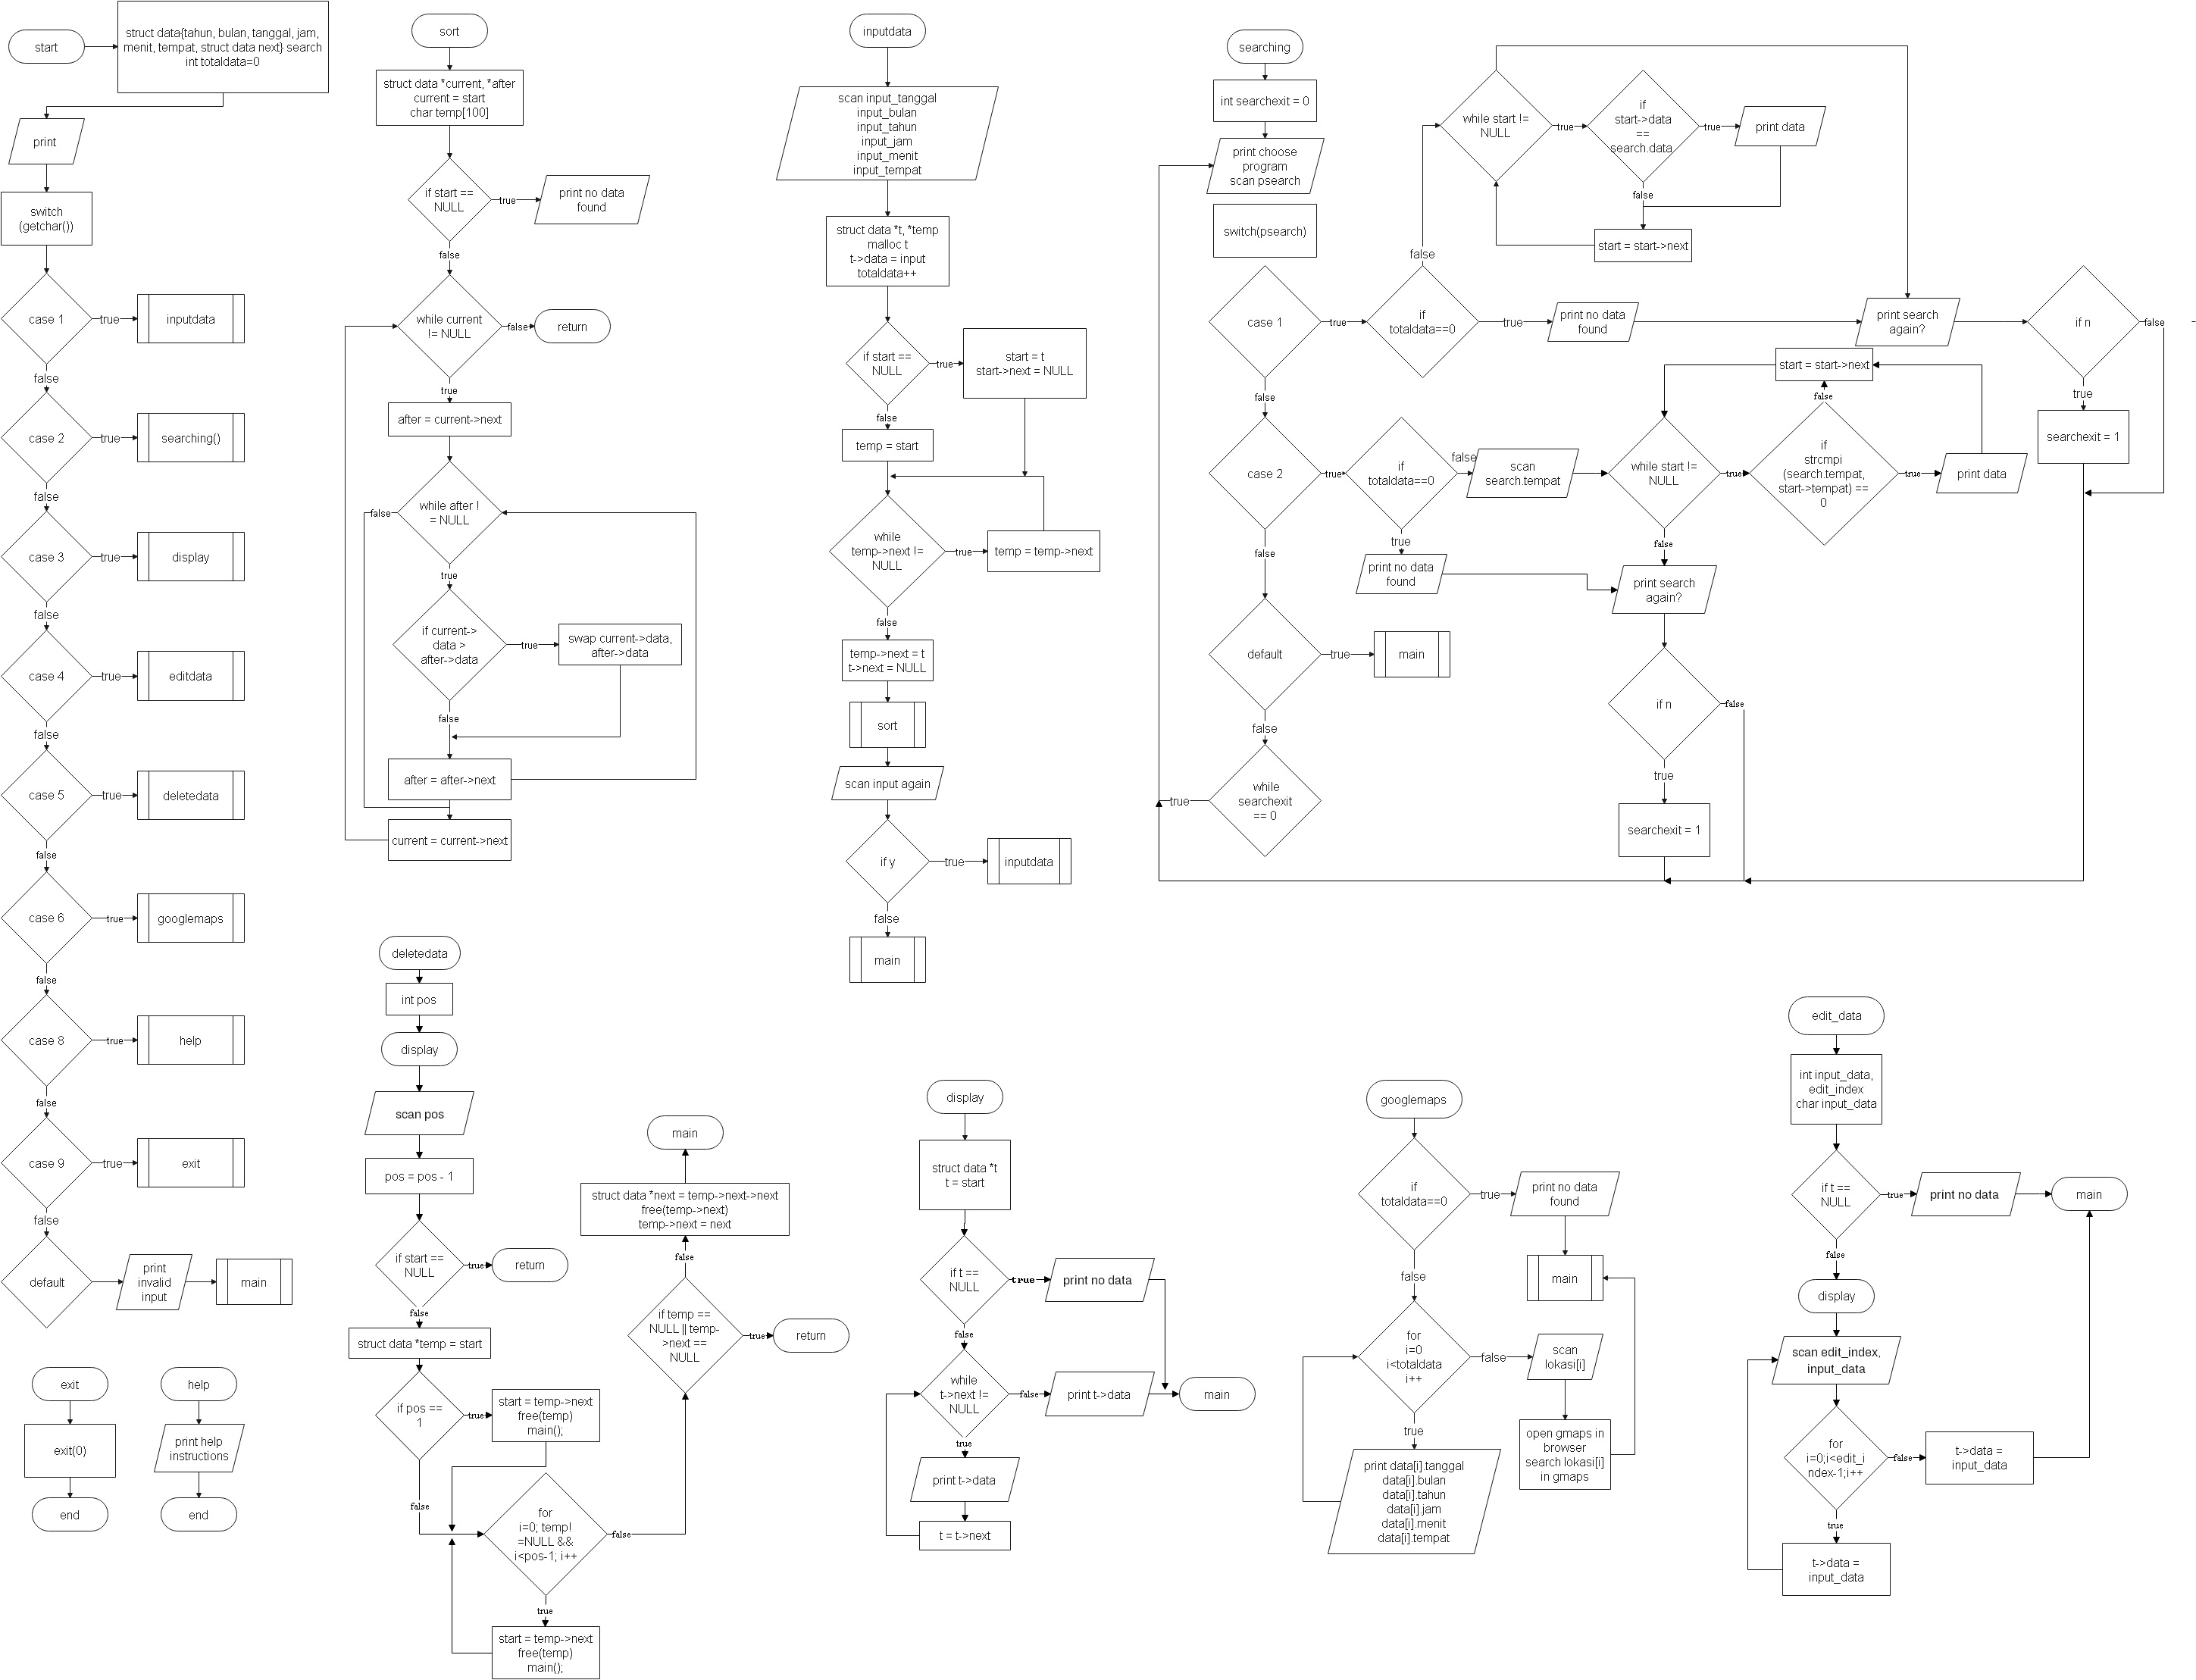 start
struct data{tahun, bulan, tanggal, jam,
menit, tempat, struct data next} search
int totaldata=0
print
switch
(getchar())
case 1
true
inputdata
false
case 2
true
searching()
false
case 3
true
display
false
case 4
true
editdata
false
case 5
true
deletedata
false
case 6
true
googlemaps
false
case 8
true
help
false
case 9
true
exit
false
default
print
invalid
input
main
exit
exit(0)
end
help
print help
instructions
end
sort
struct data *current, *after
current = start
char temp[100]
if start ==
NULL
true
print no data
found
false
while current
!= NULL
false
return
true
after = current->next
while after !
= NULL
false
true
if current->
data >
after->data
true
swap current->data,
after->data
false
after = after->next
current = current->next
inputdata
scan input_tanggal
input_bulan
input_tahun
input_jam
input_menit
input_tempat
struct data *t, *temp
malloc t
t->data = input
totaldata++
if start ==
NULL
true
start = t
start->next = NULL
false
temp = start
while
temp->next !=
NULL
true
temp = temp->next
false
temp->next = t
t->next = NULL
sort
scan input again
if y
true
inputdata
false
main
searching
int searchexit = 0
print choose
program
scan psearch
switch(psearch)
case 1
true
if
totaldata==0
false
while start !=
NULL
true
if
start->data
==
search.data
true
print data
false
start = start->next
true
print no data
found
print search
again?
if n
false
-
true
searchexit = 1
false
case 2
true
if
totaldata==0
false
scan
search.tempat
while start !=
NULL
true
if
strcmpi
(search.tempat,
start->tempat) ==
0
false
start = start->next
true
print data
true
print no data
found
false
print search
again?
if n
false
true
searchexit = 1
false
default
true
main
false
while
searchexit
== 0
true
deletedata
int pos
display
scan pos
pos = pos - 1
if start ==
NULL
true
return
false
struct data *temp = start
if pos ==
1
true
start = temp->next
free(temp)
main();
false
for
i=0; temp!
=NULL &&
i<pos-1; i++
false
true
start = temp->next
free(temp)
main();
if temp ==
NULL || temp-
>next ==
NULL
true
return
false
struct data *next = temp->next->next
free(temp->next)
temp->next = next
main
display
struct data *t
t = start
if t ==
NULL
true
print no data
false
while
t->next !=
NULL
false
print t->data
main
true
print t->data
t = t->next
googlemaps
if
totaldata==0
true
print no data
found
main
false
for
i=0
i<totaldata
i++
false
scan
lokasi[i]
open gmaps in
browser
search lokasi[i]
in gmaps
true
print data[i].tanggal
data[i].bulan
data[i].tahun
data[i].jam
data[i].menit
data[i].tempat
edit_data
int input_data,
edit_index
char input_data
if t ==
NULL
true
print no data
main
false
display
scan edit_index,
input_data
for
i=0;i<edit_i
ndex-1;i++
false
t->data =
input_data
true
t->data =
input_data